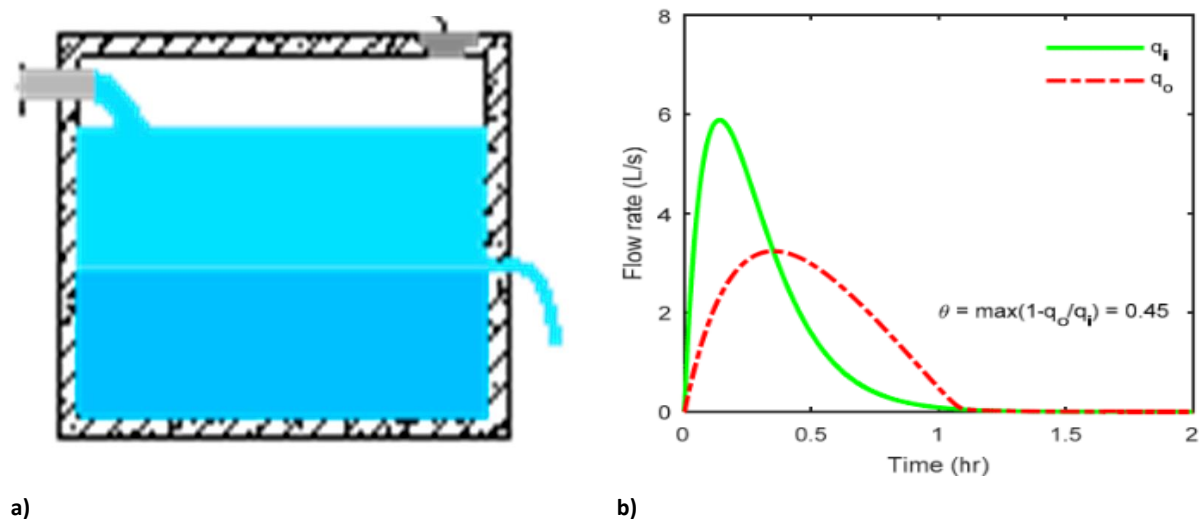 8
6
4
2
0
Flow rate (L/s)
q_i
q_o
θ = max(1-q_o/q_i) = 0.45
0 0.5 1 1.5 2
Time (hr)
a) b)